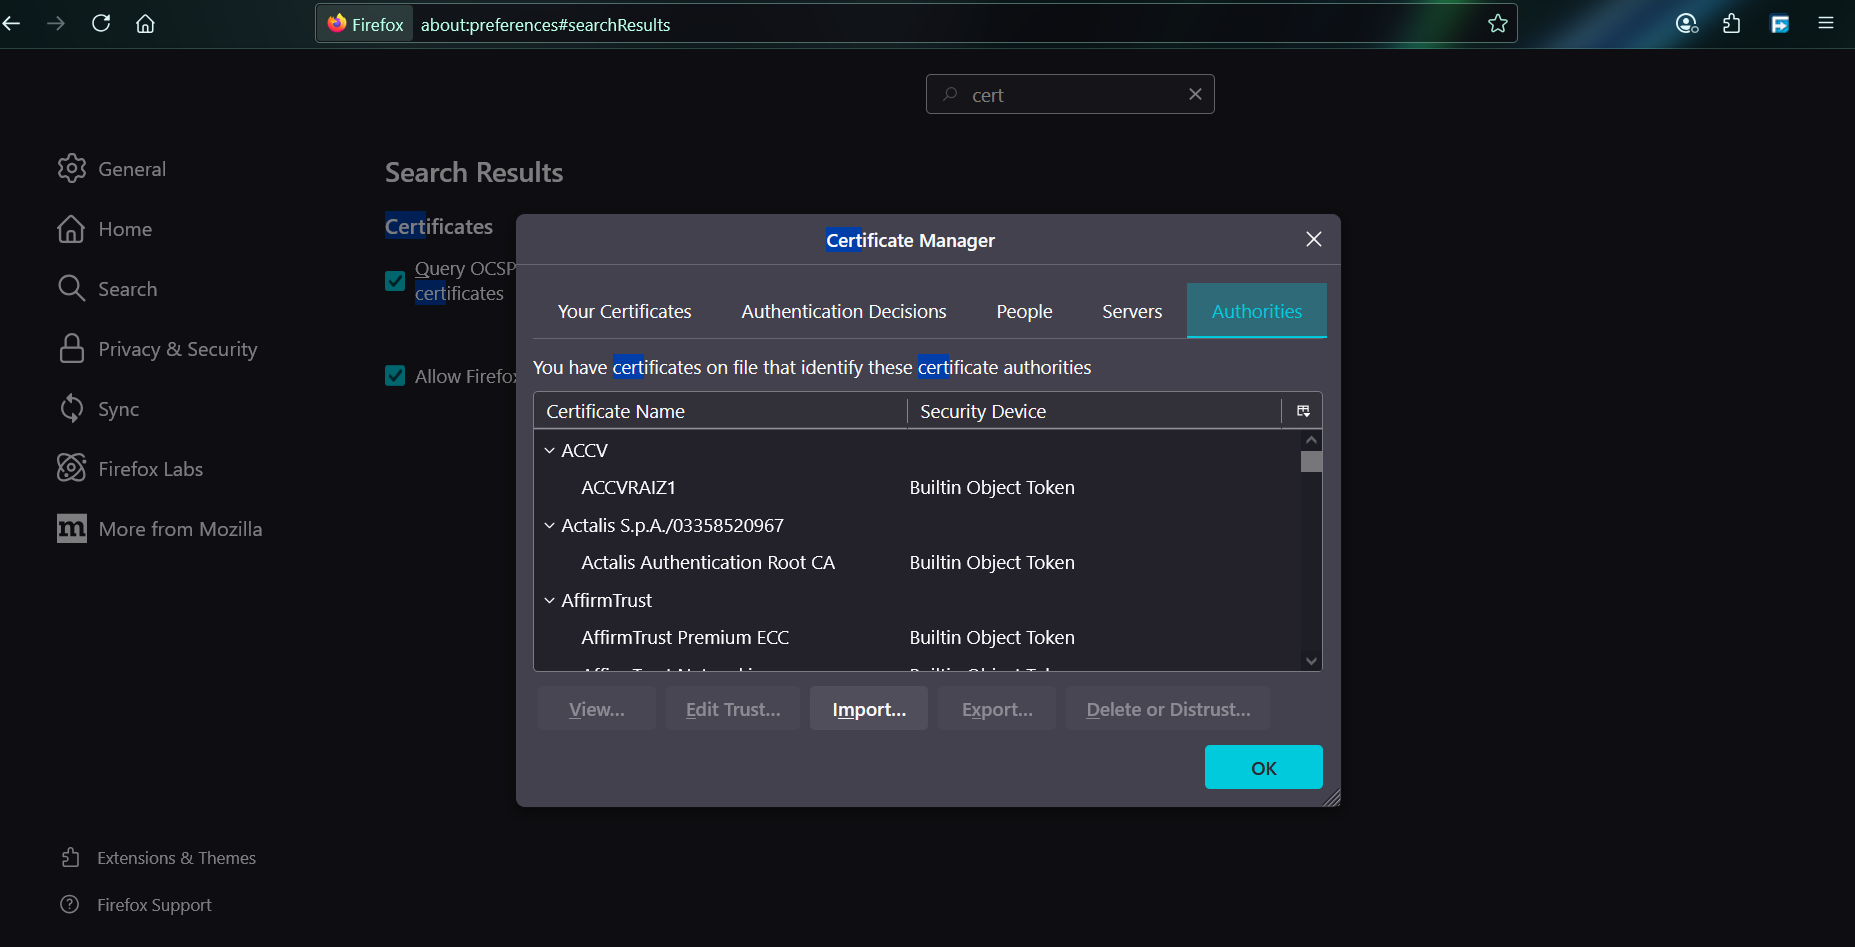 Firefox about:preferences#searchResults
cert
General
Home
Search
Privacy & Security
Sync
Firefox Labs
More from Mozilla
Extensions & Themes
Firefox Support
Search Results
Certificates
Query OCSP
certificates
Allow Firefox
Certificate Manager
Your Certificates Authentication Decisions People Servers Authorities
You have certificates on file that identify these certificate authorities
Certificate Name Security Device
ACCV
ACCVRAIZ1 Builtin Object Token
Actalis S.p.A./03358520967
Actalis Authentication Root CA Builtin Object Token
AffirmTrust
AffirmTrust Premium ECC Builtin Object Token
View... Edit Trust... Import... Export... Delete or Distrust...
OK